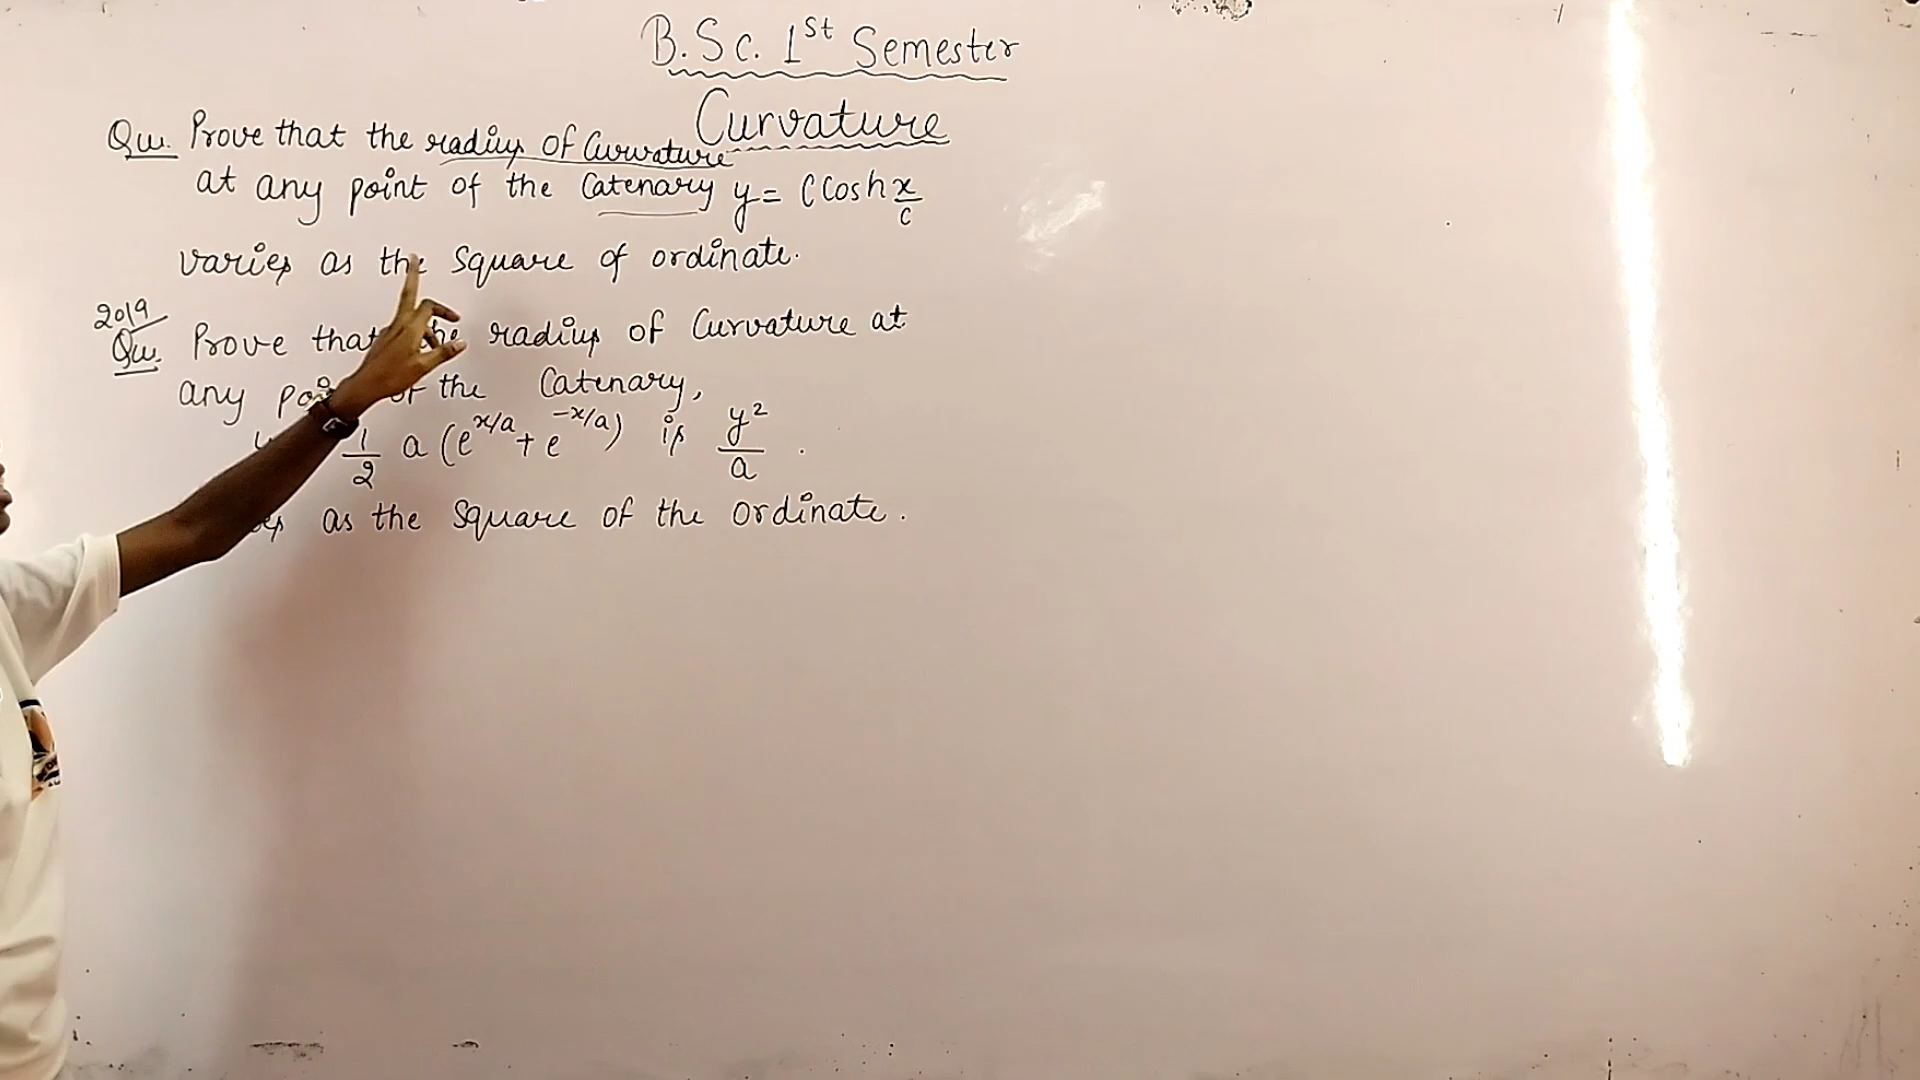 B.Sc. 1st Semester
Curvature
Qu. Prove that the radius of Curvature
at any point of the Catenary y = C Cosh x/c
varies as the square of ordinate.
2019
Qu. Prove that the radius of Curvature at
any of the Catenary,
1/2 a (e^x/a + e^-x/a) is y²/a .
as the square of the ordinate.